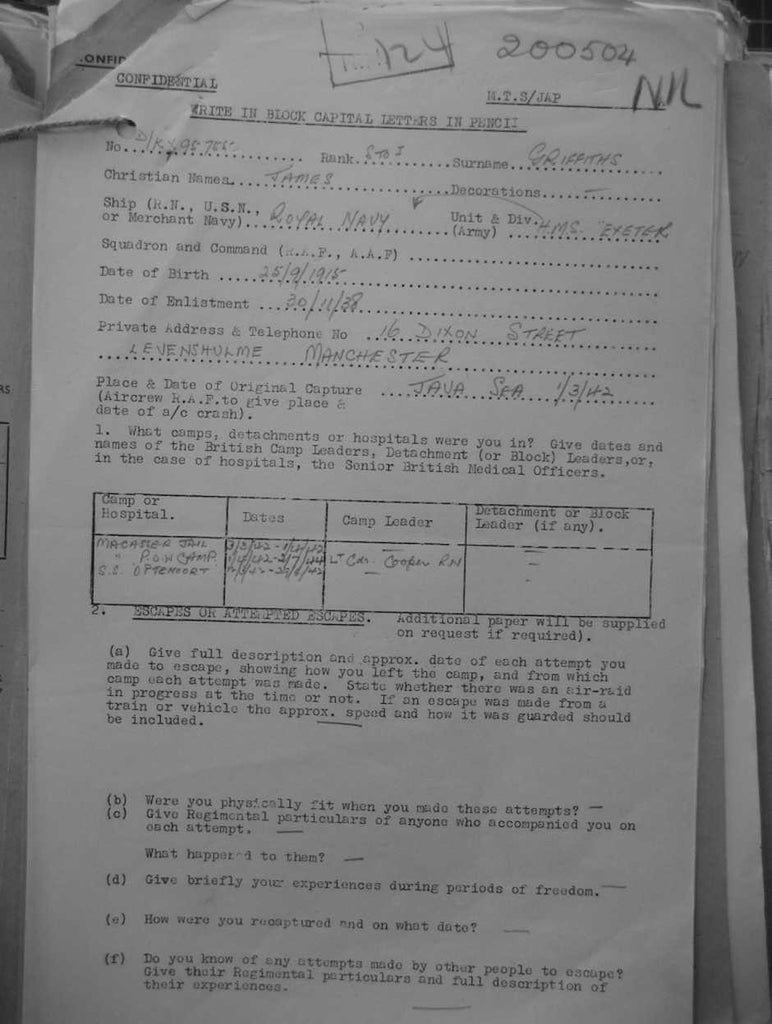 ONFID
200504
CONFIDENTIAL
M.T.S/JAP
NIL
WRITE IN BLOCK CAPITAL LETTERS IN PENCIL
No. D/KX95755 Rank. STO I Surname. GRIFFITHS
Christian Names. JAMES Decorations. —
Ship (R.N., U.S.N., Unit & Div.
or Merchant Navy). ROYAL NAVY (Army) H.M.S. EXETER
Squadron and Command (R.A.F., A.A.F)
Date of Birth 25/9/1915
Date of Enlistment 30/11/38
Private Address & Telephone No 16 DIXON STREET
LEVENSHULME MANCHESTER
Place & Date of Original Capture JAVA SEA 1/3/42
(Aircrew R.A.F.to give place &
date of a/c crash).
1. What camps, detachments or hospitals were you in? Give dates and
names of the British Camp Leaders, Detachment (or Block) Leaders,or,
in the case of hospitals, the Senior British Medical Officers.
Camp or Hospital. Dates Camp Leader Detachment or Block Leader (if any).
MACASSER JAIL —
" P.O.W CAMP. Lt Cdr. Cooper RN —
S.S. OPTENOORT — —
2. ESCAPES OR ATTEMPTED ESCAPES. Additional paper will be supplied
on request if required).
(a) Give full description and approx. date of each attempt you
made to escape, showing how you left the camp, and from which
camp each attempt was made. State whether there was an air-raid
in progress at the time or not. If an escape was made from a
train or vehicle the approx. speed and how it was guarded should
be included. —
(b) Were you physically fit when you made these attempts? —
(c) Give Regimental particulars of anyone who accompanied you on
each attempt. —
What happened to them? —
(d) Give briefly your experiences during periods of freedom. —
(e) How were you recaptured and on what date? —
(f) Do you know of any attempts made by other people to escape?
Give their Regimental particulars and full description of
their experiences. —
RS